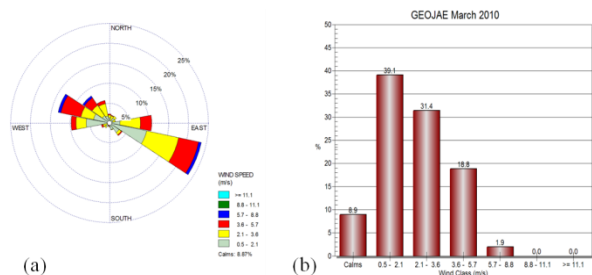 NORTH
25%
20%
15%
10%
5%
WEST
EAST
SOUTH
WIND SPEED
(m/s)
>= 11.1
8.8 - 11.1
5.7 - 8.8
3.6 - 5.7
2.1 - 3.6
0.5 - 2.1
Calms: 8.87%
(a)
GEOJAE March 2010
50
45
40
35
30
25
20
15
10
5
0
%
8.9
39.1
31.4
18.8
1.9
0.0
0.0
Calms
0.5 - 2.1
2.1 - 3.6
3.6 - 5.7
5.7 - 8.8
8.8 - 11.1
>= 11.1
Wind Class (m/s)
(b)